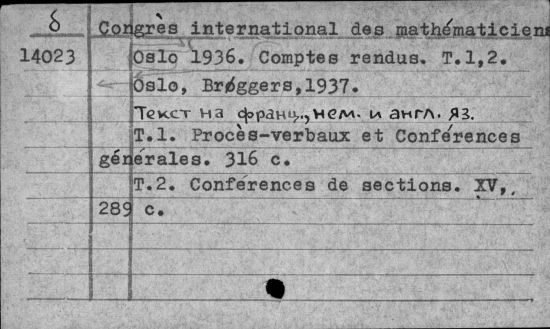 б Congrès international des mathématiciens
14023 Oslo 1936. Comptes rendus. T.1,2.
Oslo, Brøggers,1937.
Текст на франц., нем. и англ. яз.
T.1. Procès-verbaux et Conférences
générales. 316 c.
T.2. Conférences de sections. XV,
289 c.